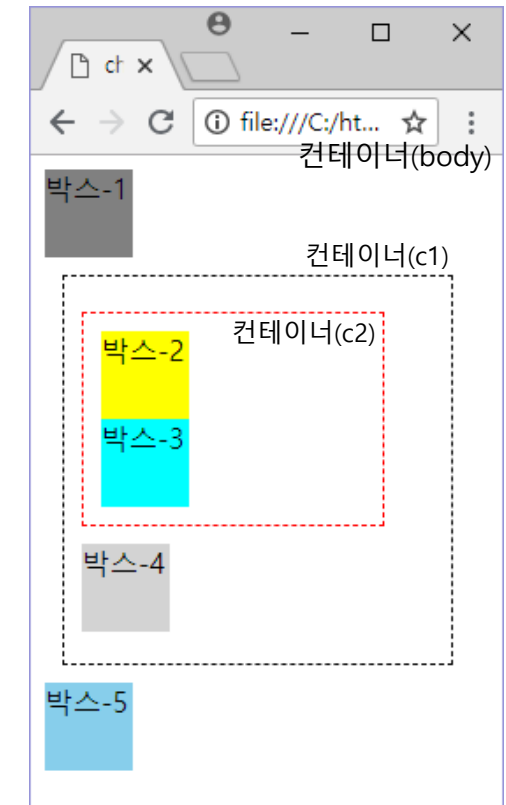 ch
file:///C:/ht...
컨테이너(body)
박스-1
컨테이너(c1)
컨테이너(c2)
박스-2
박스-3
박스-4
박스-5